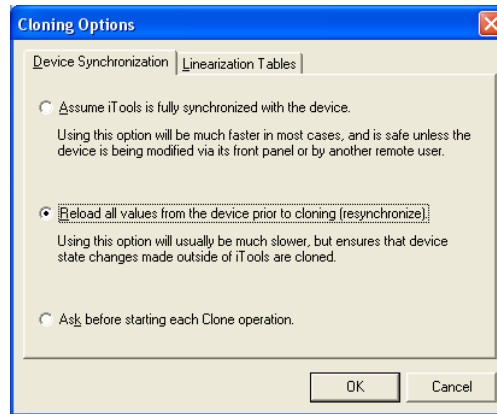 Cloning Options
Device Synchronization
Linearization Tables
Assume iTools is fully synchronized with the device.
Using this option will be much faster in most cases, and is safe unless the
device is being modified via its front panel or by another remote user.
Reload all values from the device prior to cloning (resynchronize).
Using this option will usually be much slower, but ensures that device
state changes made outside of iTools are cloned.
Ask before starting each Clone operation.
OK
Cancel